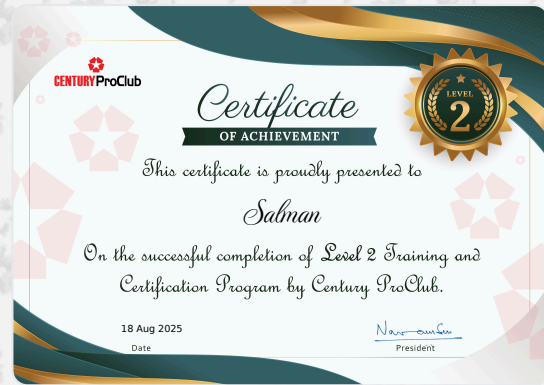 CENTURY ProClub
Certificate
OF ACHIEVEMENT
LEVEL
2
This certificate is proudly presented to
Salman
On the successful completion of Level 2 Training and
Certification Program by Century ProClub.
18 Aug 2025
Date
President